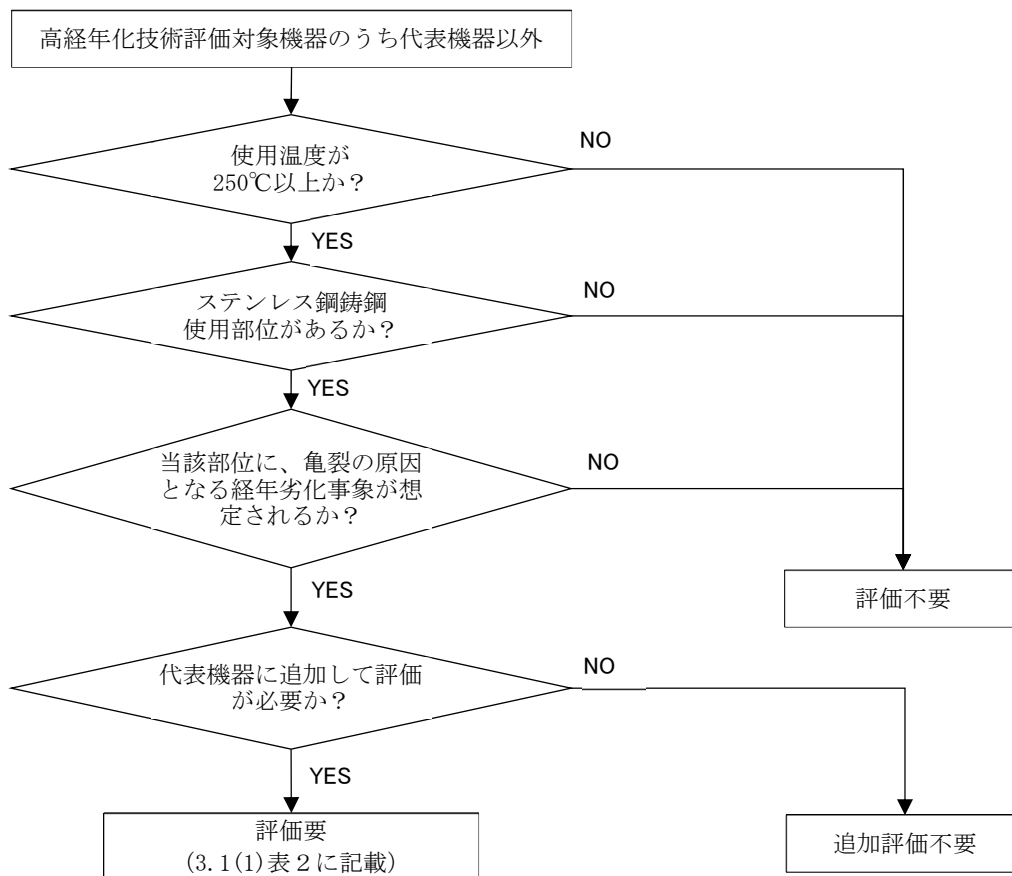 高経年化技術評価対象機器のうち代表機器以外
使用温度が
250℃以上か？
NO
YES
ステンレス鋼鋳鋼
使用部位があるか？
NO
YES
当該部位に、亀裂の原因
となる経年劣化事象が想
定されるか？
NO
YES
評価不要
代表機器に追加して評価
が必要か？
NO
YES
評価要
(3.1(1)表２に記載)
追加評価不要